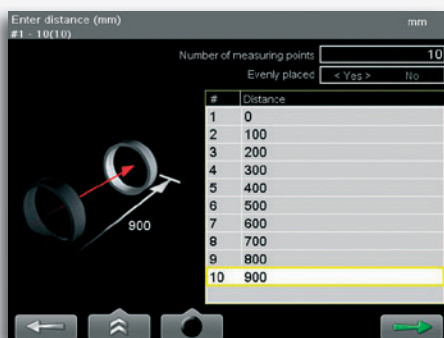 Enter distance (mm) mm
#1 - 10(10)
Number of measuring points 10
Evenly placed < Yes > No
# Distance
1 0
2 100
3 200
4 300
5 400
6 500
7 600
8 700
9 800
10 900
900